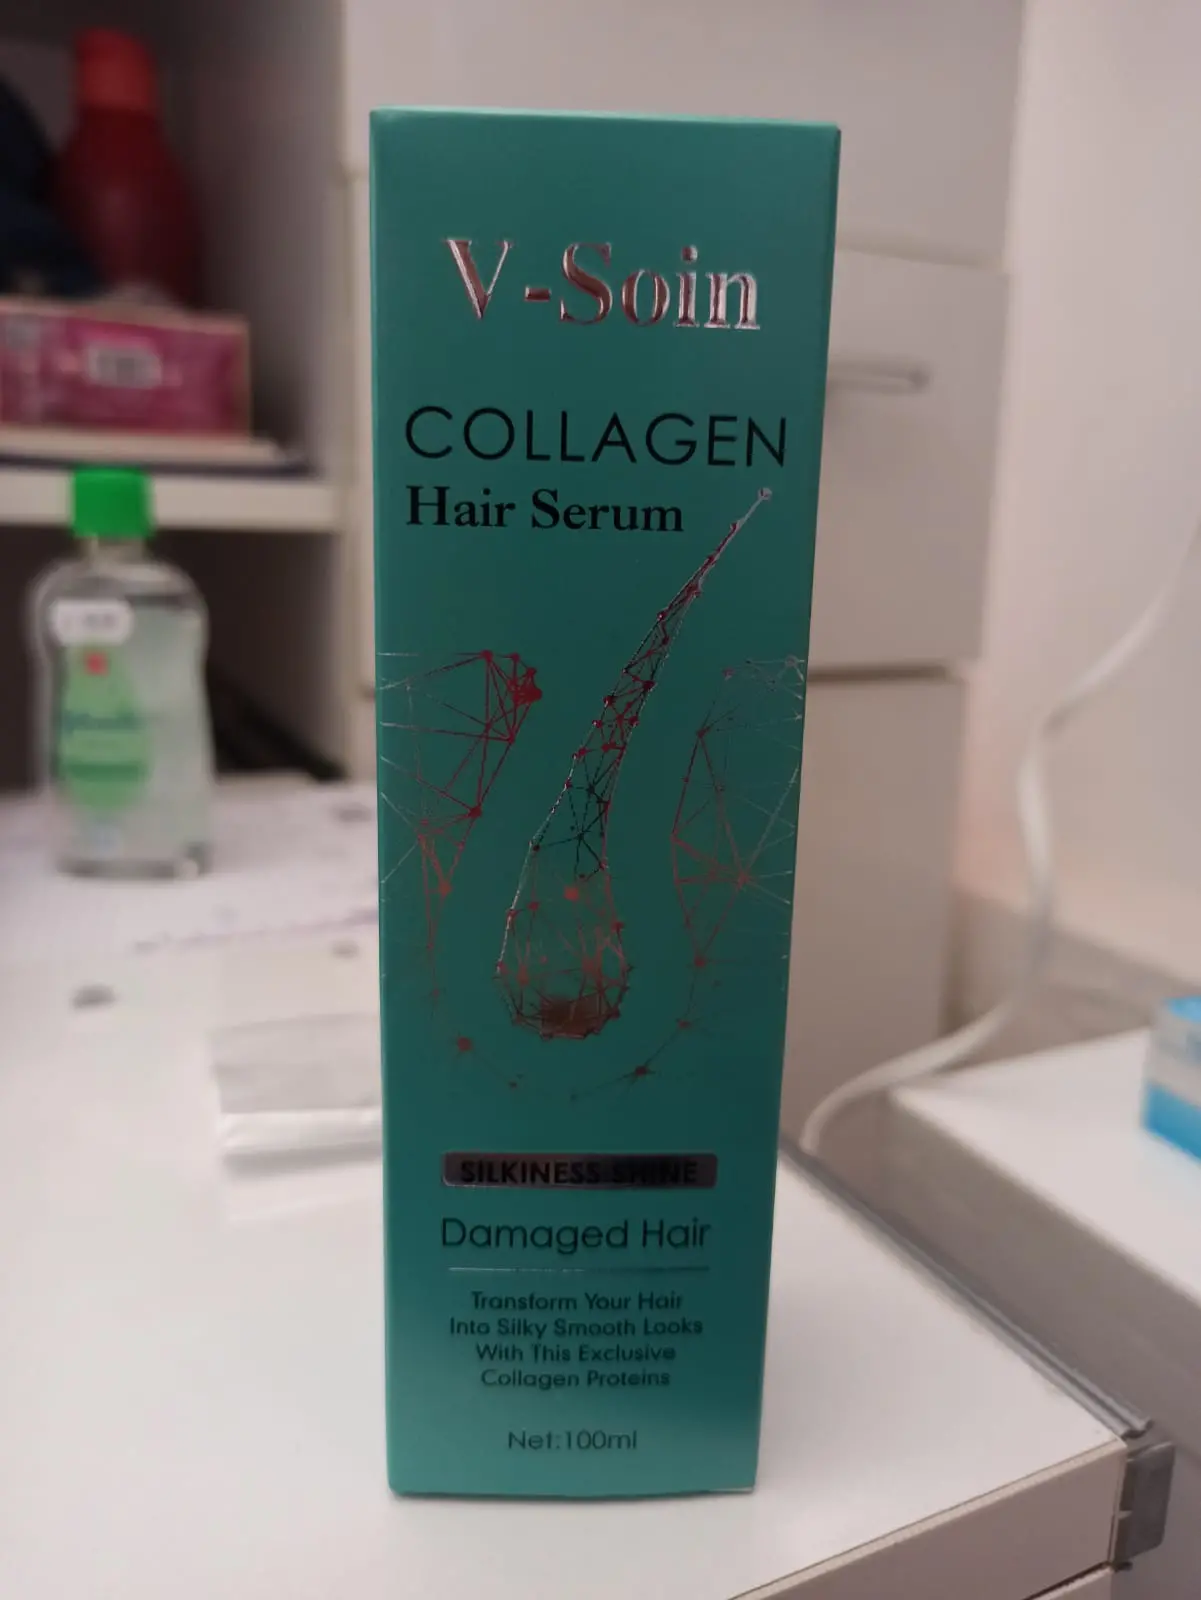 V-Soin
COLLAGEN
Hair Serum
SILKINESS SHINE
Damaged Hair
Transform Your Hair
Into Silky Smooth Looks
With This Exclusive
Collagen Proteins
Net:100ml